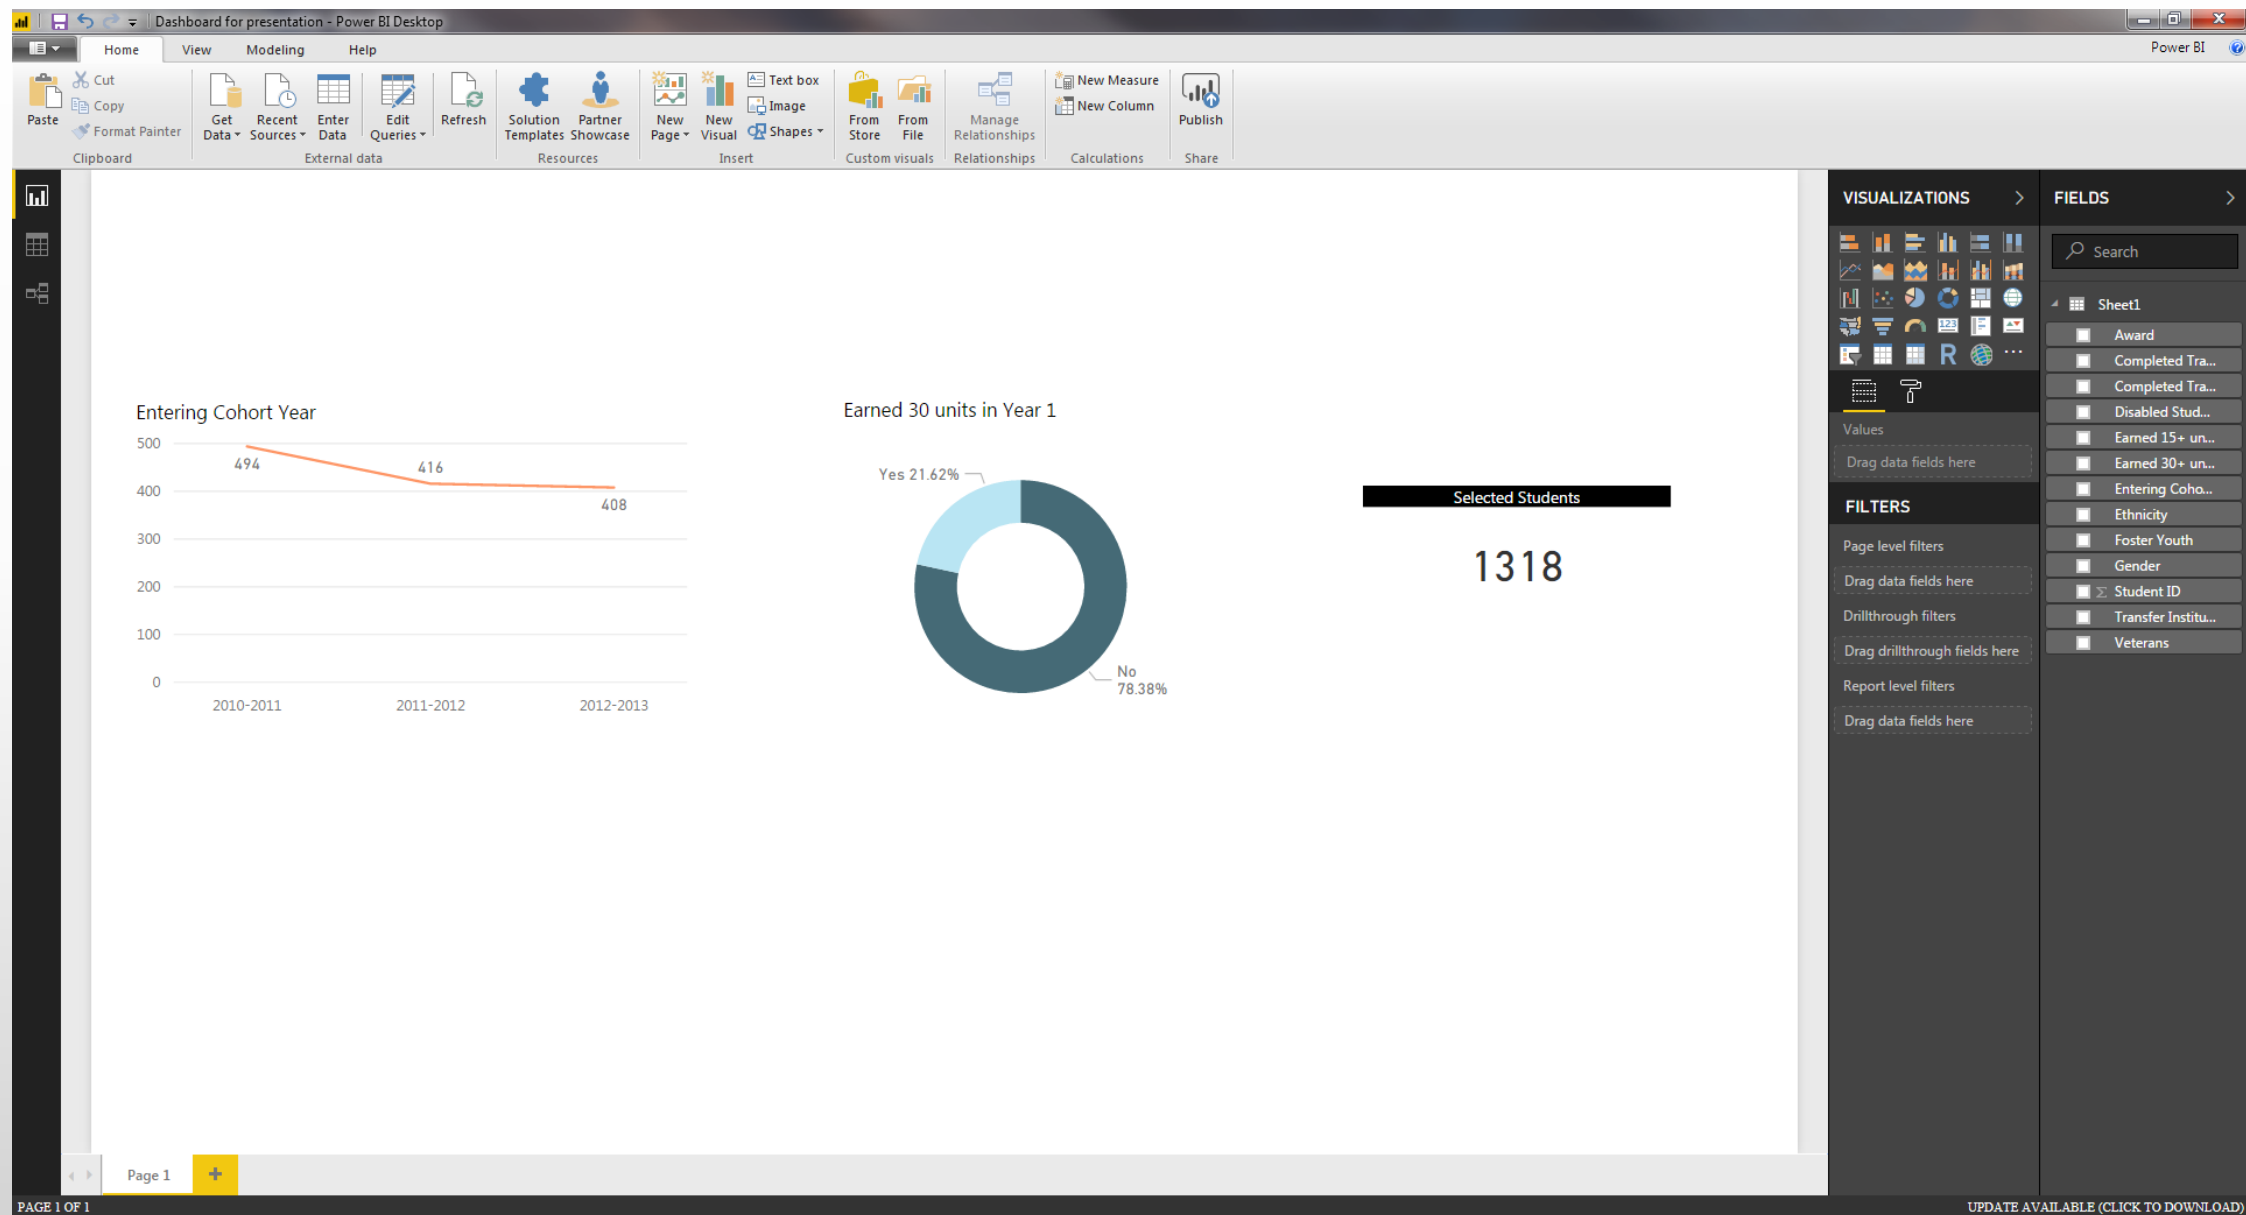 Dashboard for presentation - Power BI Desktop
Home View Modeling Help
Power BI
Paste
Cut
Copy
Format Painter
Clipboard
Get Data
Recent Sources
Enter Data
Edit Queries
Refresh
External data
Solution Templates
Partner Showcase
Resources
New Page
New Visual
Text box
Image
Shapes
Insert
From Store
From File
Custom visuals
Manage Relationships
Relationships
New Measure
New Column
Calculations
Publish
Share
Entering Cohort Year
500
400
300
200
100
0
494
416
408
2010-2011
2011-2012
2012-2013
Earned 30 units in Year 1
Yes 21.62%
No
78.38%
Selected Students
1318
VISUALIZATIONS
123
R
Values
Drag data fields here
FILTERS
Page level filters
Drag data fields here
Drillthrough filters
Drag drillthrough fields here
Report level filters
Drag data fields here
FIELDS
Search
Sheet1
Award
Completed Tra...
Completed Tra...
Disabled Stud...
Earned 15+ un...
Earned 30+ un...
Entering Coho...
Ethnicity
Foster Youth
Gender
Σ Student ID
Transfer Institu...
Veterans
Page 1
PAGE 1 OF 1
UPDATE AVAILABLE (CLICK TO DOWNLOAD)